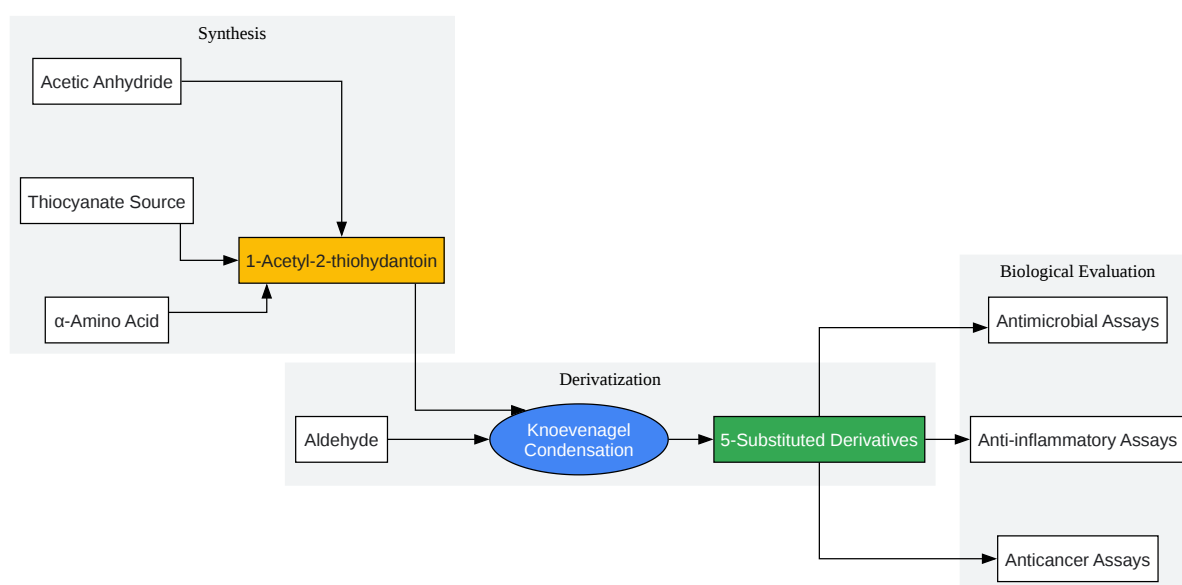 Synthesis
Acetic Anhydride
Thiocyanate Source
1-Acetyl-2-thiohydantoin
α-Amino Acid
Biological Evaluation
Antimicrobial Assays
Derivatization
Aldehyde
Knoevenagel
Condensation
5-Substituted Derivatives
Anti-inflammatory Assays
Anticancer Assays